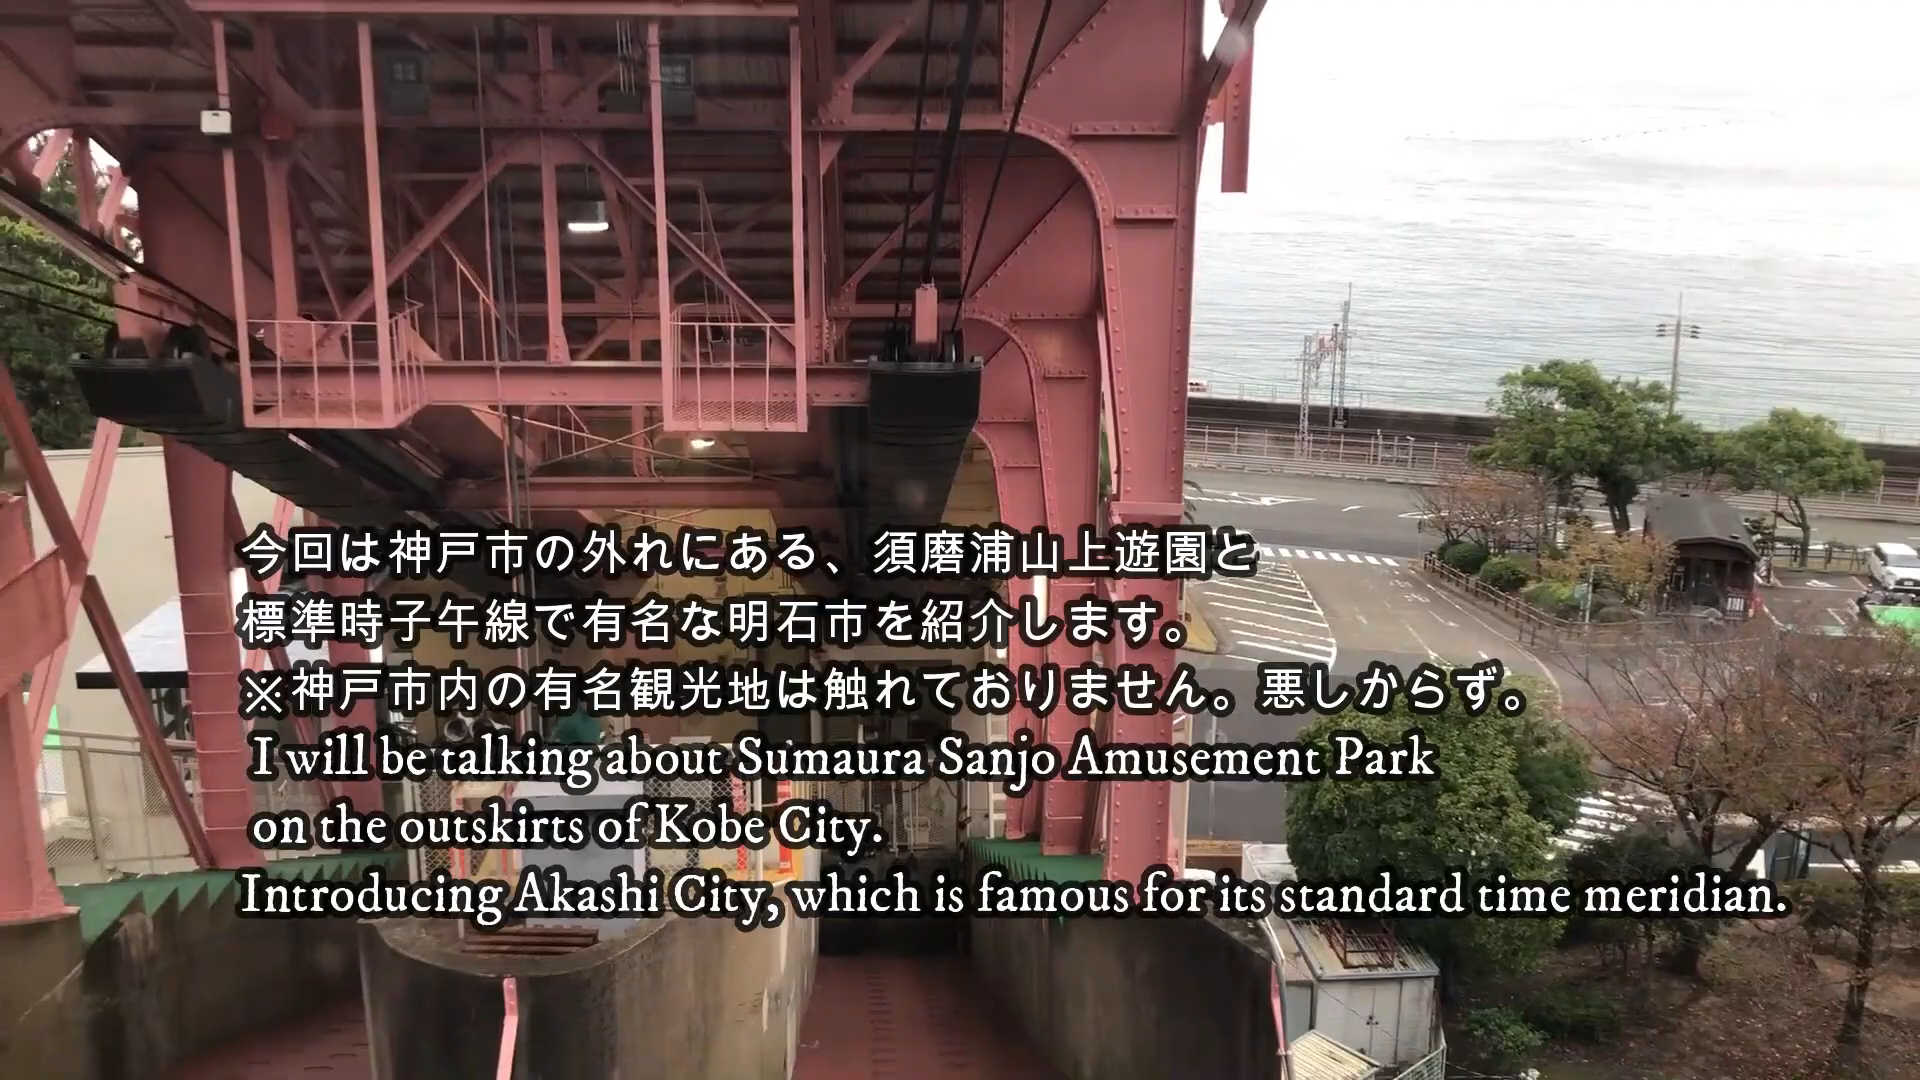 今回は神戸市の外れにある、須磨浦山上遊園と
標準時子午線で有名な明石市を紹介します。
※神戸市内の有名観光地は触れておりません。悪しからず。
I will be talking about Sumaura Sanjo Amusement Park
on the outskirts of Kobe City.
Introducing Akashi City, which is famous for its standard time meridian.